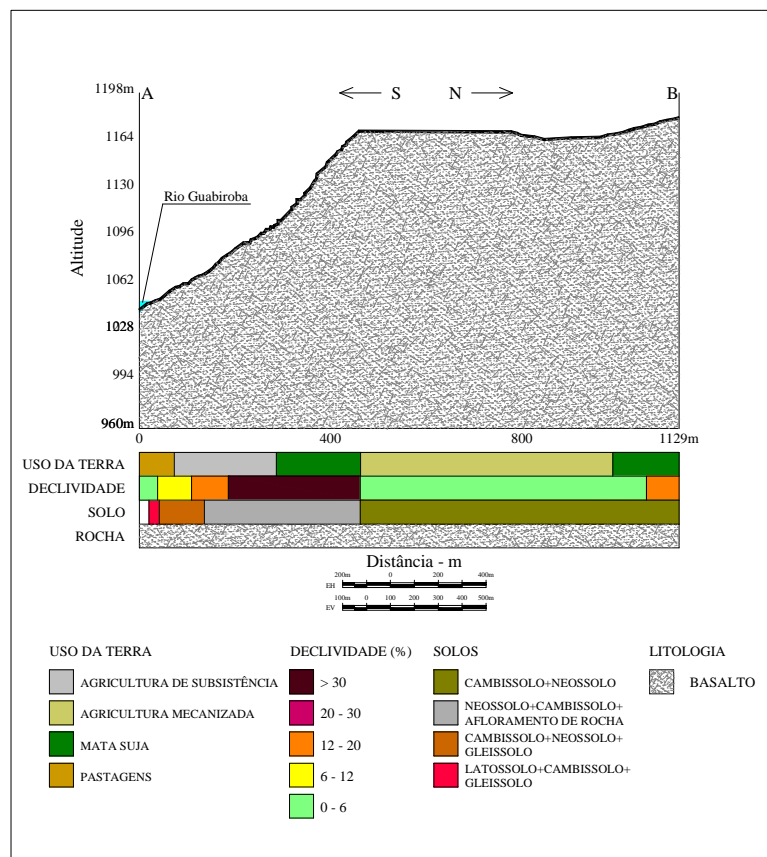 1198m
A
S
N
B
1164
1130
Rio Guabiroba
1096
Altitude
1062
1028
994
960m
0
400
800
1129m
USO DA TERRA
DECLIVIDADE
SOLO
ROCHA
Distância - m
200m 0 200 400m
EH
100m 0 100 200 300 400 500m
EV
USO DA TERRA
AGRICULTURA DE SUBSISTÊNCIA
AGRICULTURA MECANIZADA
MATA SUJA
PASTAGENS
DECLIVIDADE (%)
> 30
20 - 30
12 - 20
6 - 12
0 - 6
SOLOS
CAMBISSOLO+NEOSSOLO
NEOSSOLO+CAMBISSOLO+
AFLORAMENTO DE ROCHA
CAMBISSOLO+NEOSSOLO+
GLEISSOLO
LATOSSOLO+CAMBISSOLO+
GLEISSOLO
LITOLOGIA
BASALTO